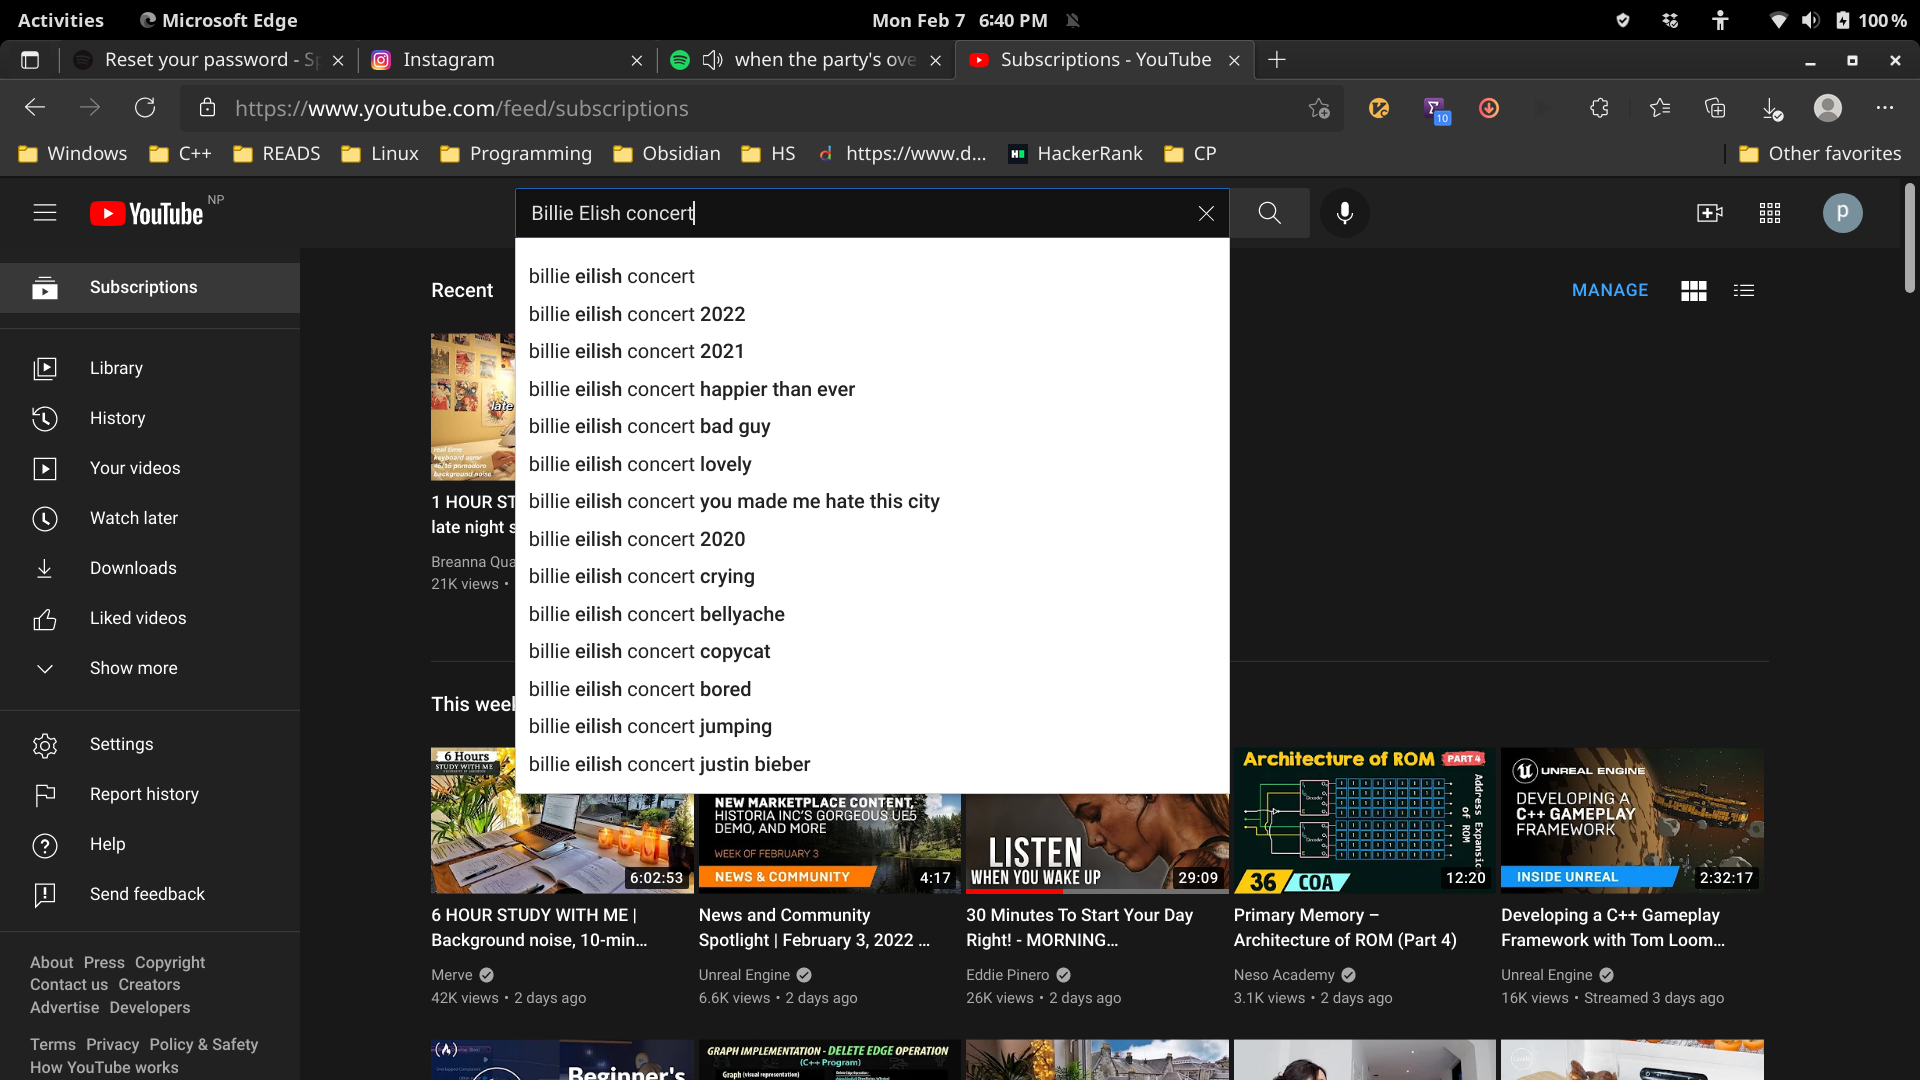 Activities Microsoft Edge Mon Feb 7 6:40 PM 100 %
Reset your password - Sp Instagram when the party's ove Subscriptions - YouTube
https://www.youtube.com/feed/subscriptions 10
Windows C++ READS Linux Programming Obsidian HS https://www.d... HackerRank CP Other favorites
YouTube NP Billie Elish concert p
Subscriptions
Library
History
Your videos
Watch later
Downloads
Liked videos
Show more
Settings
Report history
Help
Send feedback
About Press Copyright
Contact us Creators
Advertise Developers
Terms Privacy Policy & Safety
How YouTube works
billie eilish concert
billie eilish concert 2022
billie eilish concert 2021
billie eilish concert happier than ever
billie eilish concert bad guy
billie eilish concert lovely
billie eilish concert you made me hate this city
billie eilish concert 2020
billie eilish concert crying
billie eilish concert bellyache
billie eilish concert copycat
billie eilish concert bored
billie eilish concert jumping
billie eilish concert justin bieber
Recent MANAGE
late
real time
keyboard asmr
background noise
1 HOUR ST
late night s
Breanna Qua
21K views •
This week
6 Hours
STUDY WITH ME
6:02:53
6 HOUR STUDY WITH ME |
Background noise, 10-min...
Merve
42K views • 2 days ago
NEW MARKETPLACE CONTENT,
HISTORIA INC'S GORGEOUS UE5
DEMO, AND MORE
WEEK OF FEBRUARY 3
NEWS & COMMUNITY 4:17
News and Community
Spotlight | February 3, 2022 ...
Unreal Engine
6.6K views • 2 days ago
LISTEN
WHEN YOU WAKE UP 29:09
30 Minutes To Start Your Day
Right! - MORNING...
Eddie Pinero
26K views • 2 days ago
Architecture of ROM PART 4
Address Expansic
of ROM
36 COA 12:20
Primary Memory –
Architecture of ROM (Part 4)
Neso Academy
3.1K views • 2 days ago
UNREAL ENGINE
DEVELOPING A
C++ GAMEPLAY
FRAMEWORK
INSIDE UNREAL 2:32:17
Developing a C++ Gameplay
Framework with Tom Loom...
Unreal Engine
16K views • Streamed 3 days ago
Beginner's
GRAPH IMPLEMENTATION - DELETE EDGE OPERATION
(C++ Program)
Graph (visual representation)